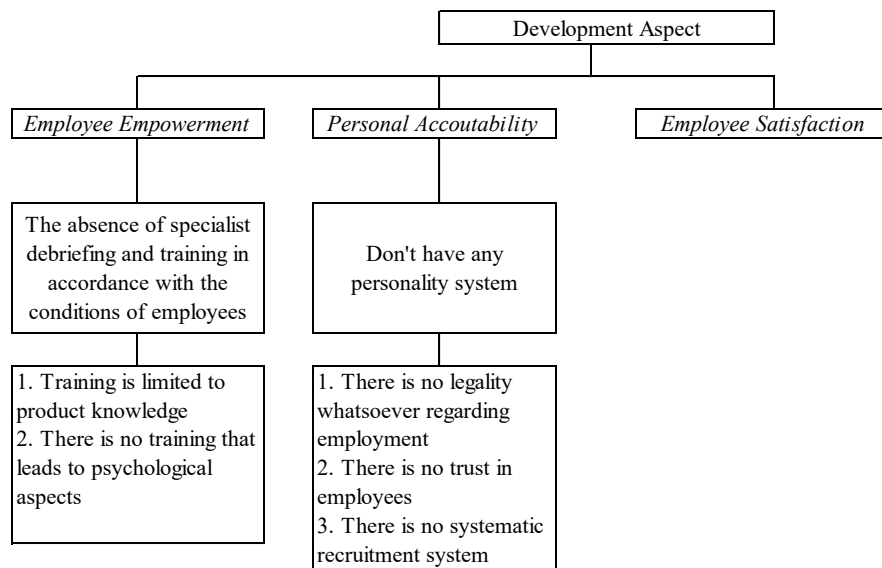 Development Aspect
Employee Empowerment
Personal Accoutability
Employee Satisfaction
The absence of specialist
debriefing and training in
accordance with the
conditions of employees
Don't have any
personality system
1. Training is limited to
product knowledge
2. There is no training that
leads to psychological
aspects
1. There is no legality
whatsoever regarding
employment
2. There is no trust in
employees
3. There is no systematic
recruitment system